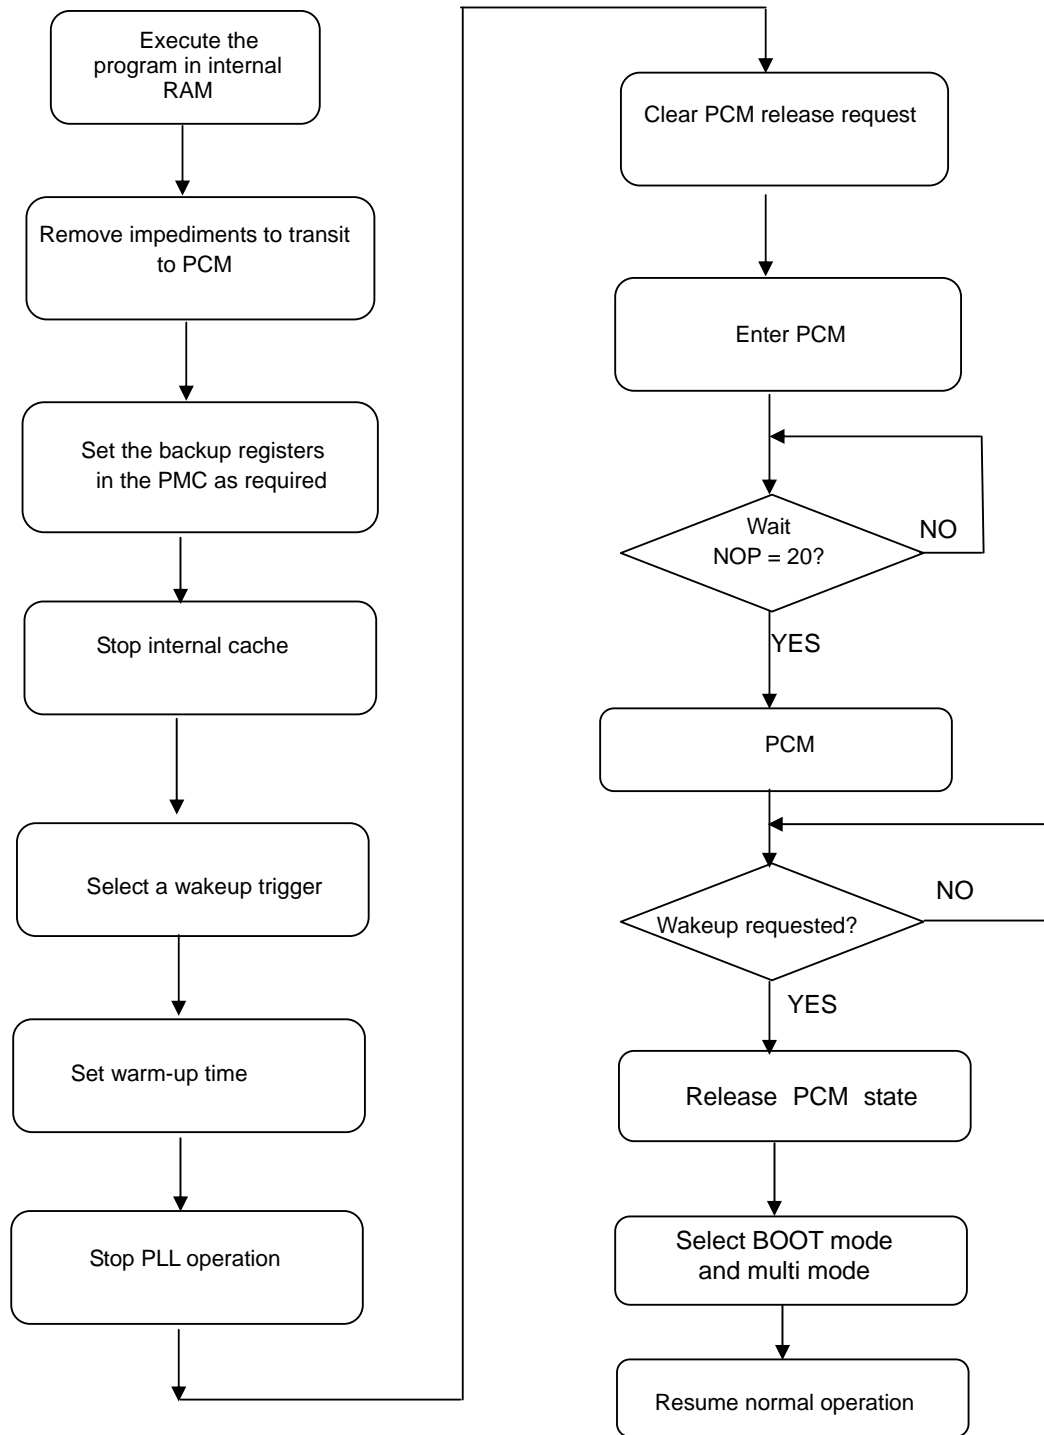 Execute the
program in internal
RAM
Remove impediments to transit
to PCM
Set the backup registers
in the PMC as required
Stop internal cache
Select a wakeup trigger
Set warm-up time
Stop PLL operation
Clear PCM release request
Enter PCM
Wait
NOP = 20?
NO
YES
PCM
Wakeup requested?
NO
YES
Release PCM state
Select BOOT mode
and multi mode
Resume normal operation